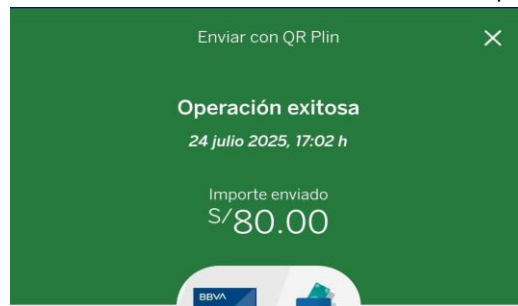 Enviar con QR Plin
Operación exitosa
24 julio 2025, 17:02 h
Importe enviado
S/80.00
BBVA